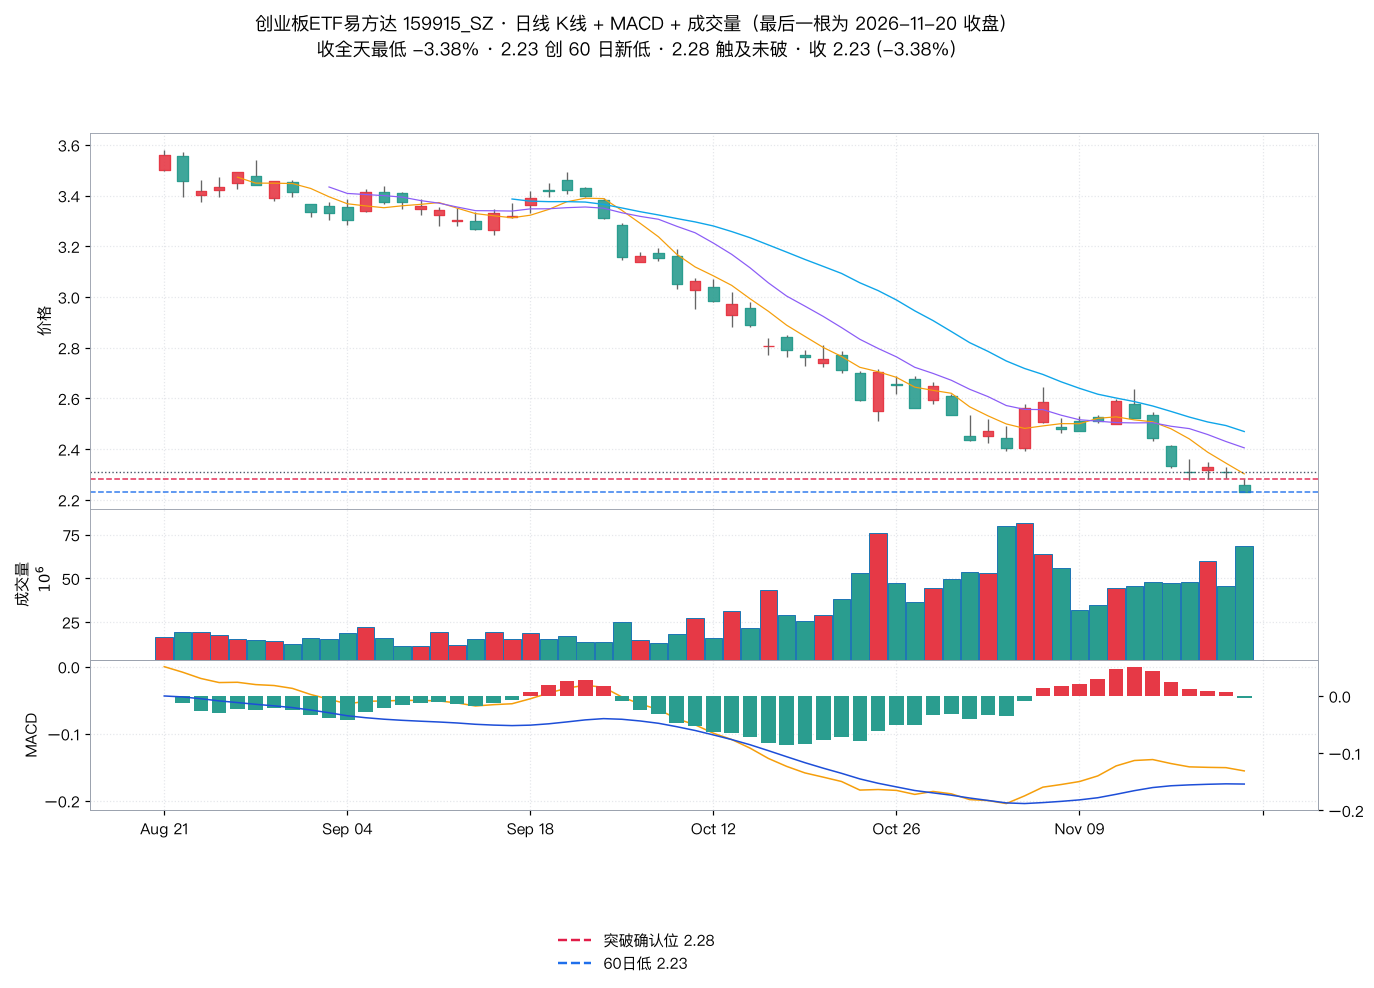 创业板ETF易方达 159915_SZ · 日线 K线 + MACD + 成交量（最后一根为 2026−11−20 收盘）
收全天最低 −3.38% · 2.23 创 60 日新低 · 2.28 触及未破 · 收 2.23 (−3.38%)
3.6
3.4
3.2
3.0
2.8
2.6
2.4
2.2
价格
75
50
25
成交量
10⁶
0.0
−0.1
−0.2
MACD
0.0
−0.1
−0.2
Aug 21
Sep 04
Sep 18
Oct 12
Oct 26
Nov 09
突破确认位 2.28
60日低 2.23